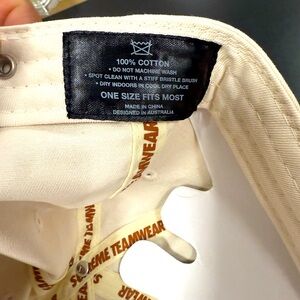 100% COTTON
• DO NOT MACHINE WASH
• SPOT CLEAN WITH A STIFF BRISTLE BRUSH
• DRY INDOORS IN COOL DRY PLACE
ONE SIZE FITS MOST
MADE IN CHINA
DESIGNED IN AUSTRALIA
TEAMWEAR
TEAMWEAR